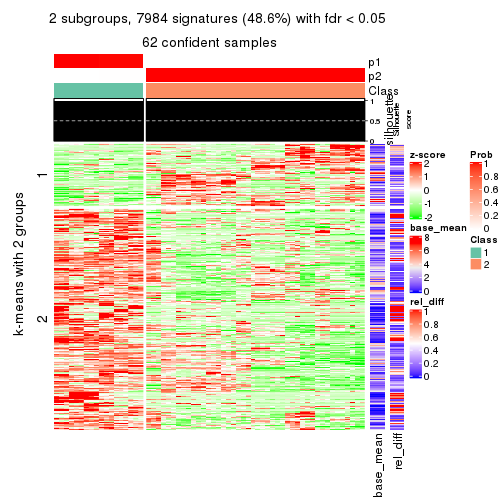 2 subgroups, 7984 signatures (48.6%) with fdr < 0.05
62 confident samples
p1
p2
Class
silhouette
Silhouette
score
1
0.5
0
k-means with 2 groups
1
2
z-score
2
1
0
-1
-2
base_mean
8
6
4
2
0
rel_diff
1
0.8
0.6
0.4
0.2
0
Prob
1
0.8
0.6
0.4
0.2
0
Class
1
2
base_mean
rel_diff